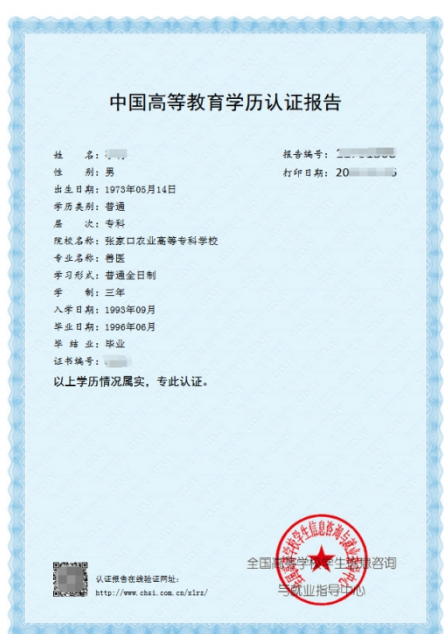 中国高等教育学历认证报告
姓 名：
报告编号：
性 别：男
打印日期：20
出生日期：1973年05月14日
学历类别：普通
层 次：专科
院校名称：张家口农业高等专科学校
专业名称：兽医
学习形式：普通全日制
学 制：三年
入学日期：1993年09月
毕业日期：1996年06月
毕 结 业：毕业
证书编号：
以上学历情况属实，专此认证。
全国高等学校学生信息咨询
与就业指导中心
认证报告在线验证网址：
http://www.chsi.com.cn/xlrz/